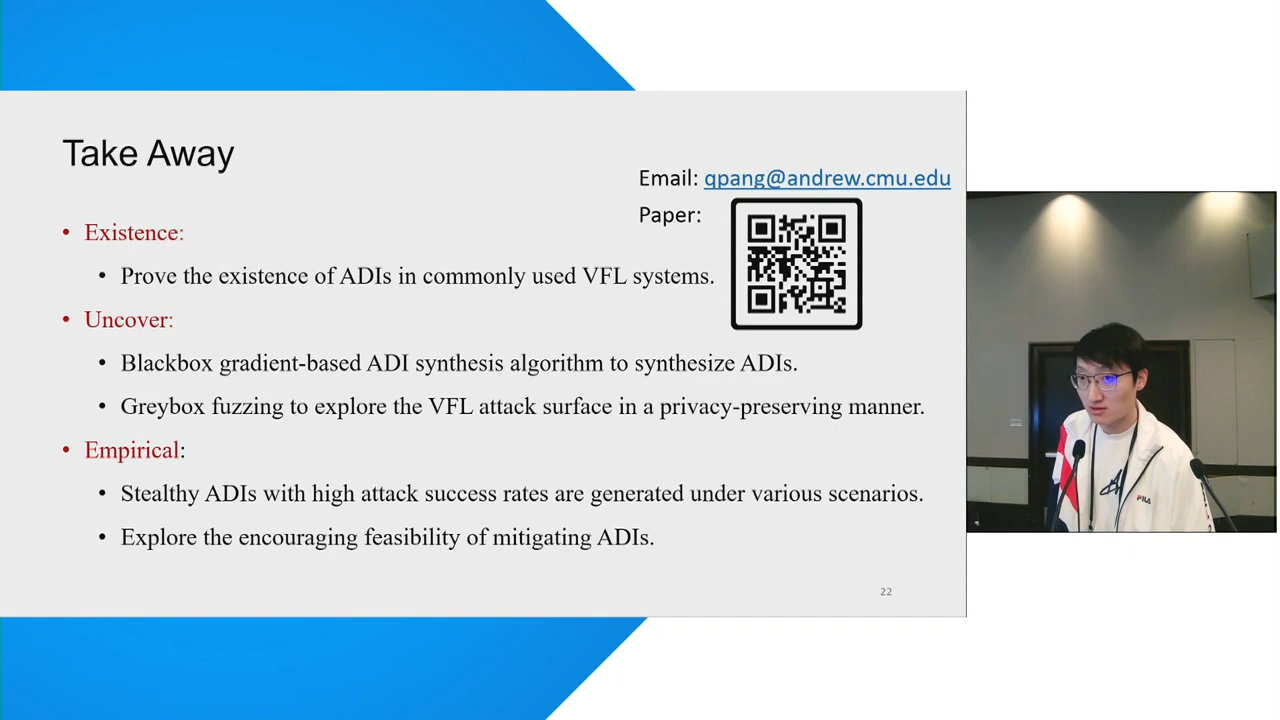 Take Away
Email: qpang@andrew.cmu.edu
Paper:
• Existence:
• Prove the existence of ADIs in commonly used VFL systems.
• Uncover:
• Blackbox gradient-based ADI synthesis algorithm to synthesize ADIs.
• Greybox fuzzing to explore the VFL attack surface in a privacy-preserving manner.
• Empirical:
• Stealthy ADIs with high attack success rates are generated under various scenarios.
• Explore the encouraging feasibility of mitigating ADIs.
22
FILA